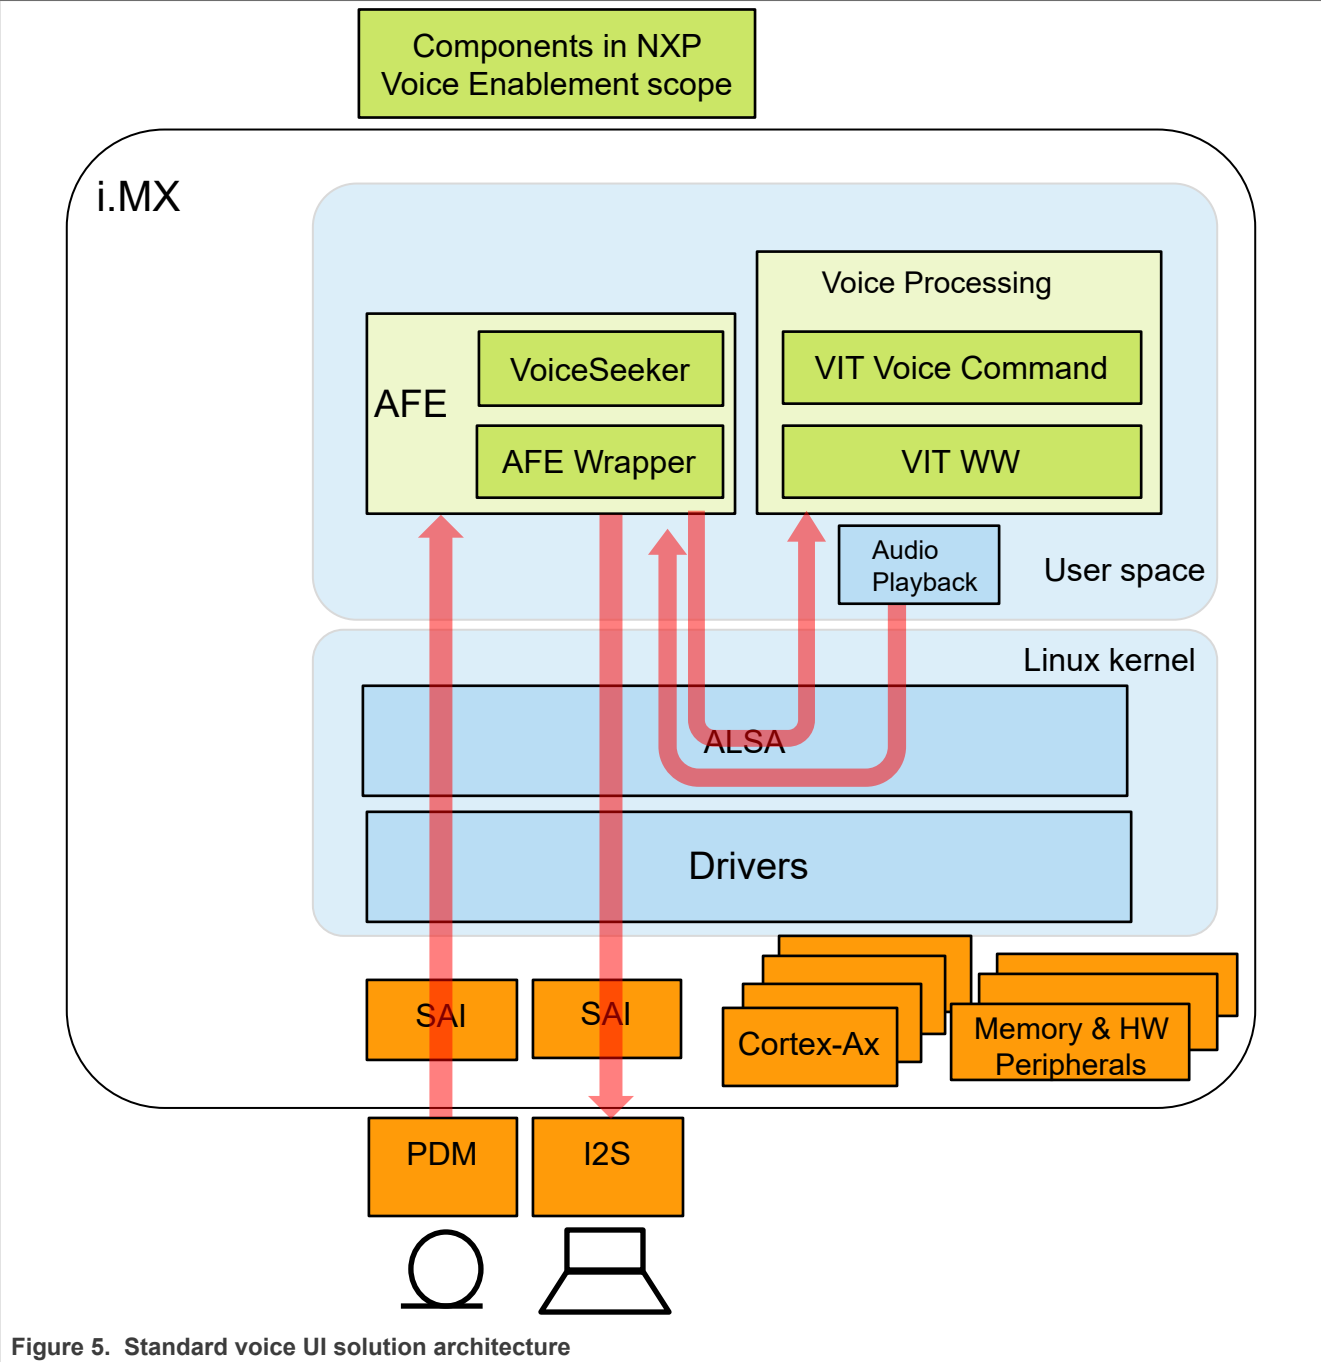 Components in NXP
Voice Enablement scope
i.MX
Voice Processing
VoiceSeeker
VIT Voice Command
AFE
AFE Wrapper
VIT WW
Audio
Playback
User space
Linux kernel
ALSA
Drivers
SAI
SAI
Cortex-Ax
Memory & HW
Peripherals
PDM
I2S
Figure 5. Standard voice UI solution architecture